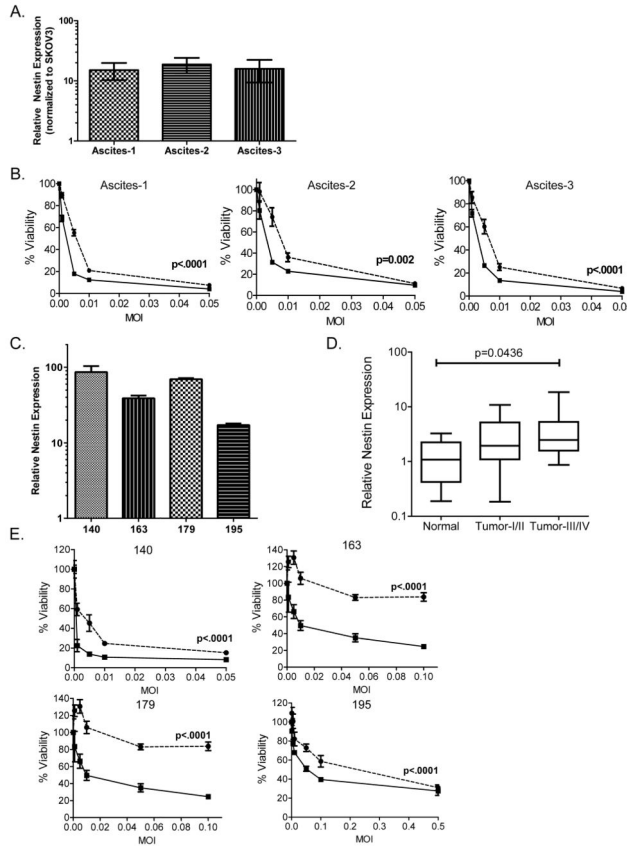 A.
Relative Nestin Expression
(normalized to SKOV3)
100
10
1
Ascites-1 Ascites-2 Ascites-3
B.
Ascites-1
% Viability
100
80
60
40
20
0
p<.0001
0.00 0.01 0.02 0.03 0.04 0.05
MOI
Ascites-2
% Viability
100
80
60
40
20
0
p=0.002
0.00 0.01 0.02 0.03 0.04 0.05
MOI
Ascites-3
% Viability
100
80
60
40
20
0
p<.0001
0.00 0.01 0.02 0.03 0.04
MOI
C.
Relative Nestin Expression
100
10
1
140 163 179 195
D.
Relative Nestin Expression
100
10
1
0.1
p=0.0436
Normal Tumor-I/II Tumor-III/IV
E.
140
% Viability
120
100
80
60
40
20
0
p<.0001
0.00 0.01 0.02 0.03 0.04 0.05
MOI
163
% Viability
140
120
100
80
60
40
20
0
p<.0001
0.00 0.02 0.04 0.06 0.08 0.10
MOI
179
% Viability
140
120
100
80
60
40
20
0
p<.0001
0.00 0.02 0.04 0.06 0.08 0.10
MOI
195
% Viability
120
100
80
60
40
20
0
p<.0001
0.0 0.1 0.2 0.3 0.4 0.5
MOI